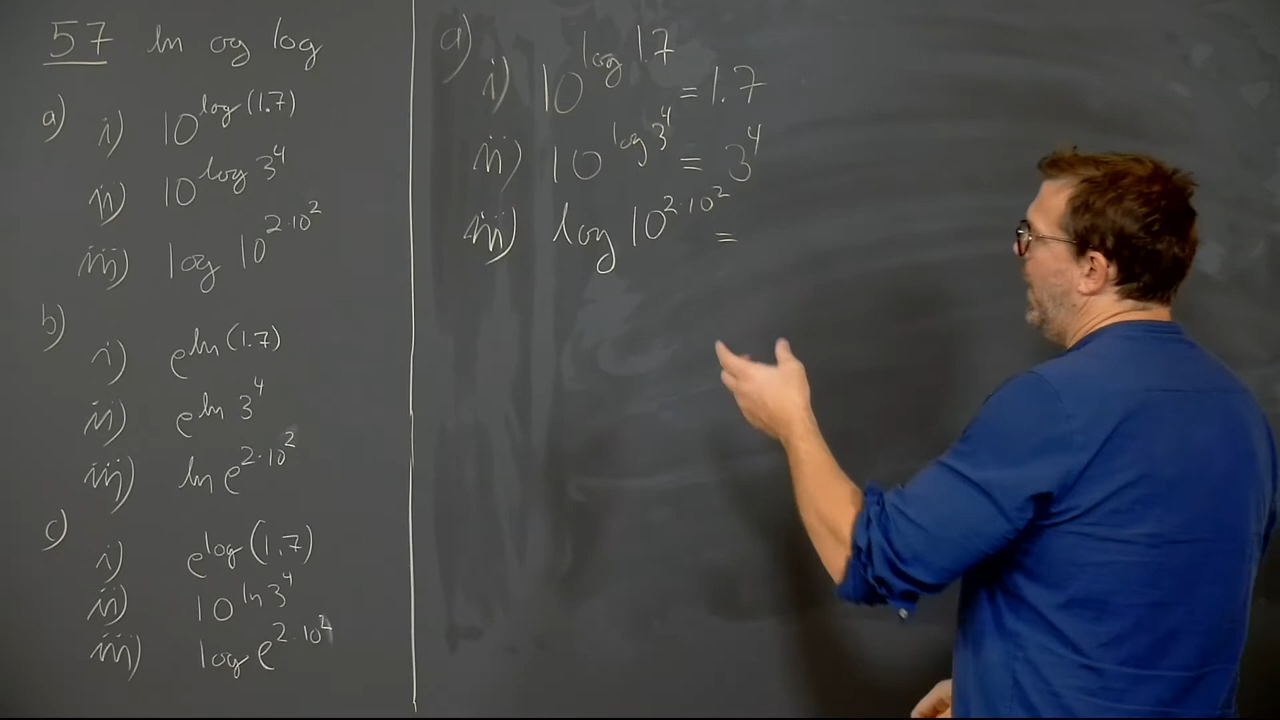 57 ln og log
a) i) 10^log(1.7)
ii) 10^log 3^4
iii) log 10^2·10^2
b) i) e^ln(1.7)
ii) e^ln 3^4
iii) ln e^2·10^2
c) i) e^log(1.7)
ii) 10^ln 3^4
iii) log e^2·10^2
a) i) 10^log 1.7 = 1.7
ii) 10^log 3^4 = 3^4
iii) log 10^2·10^2 =